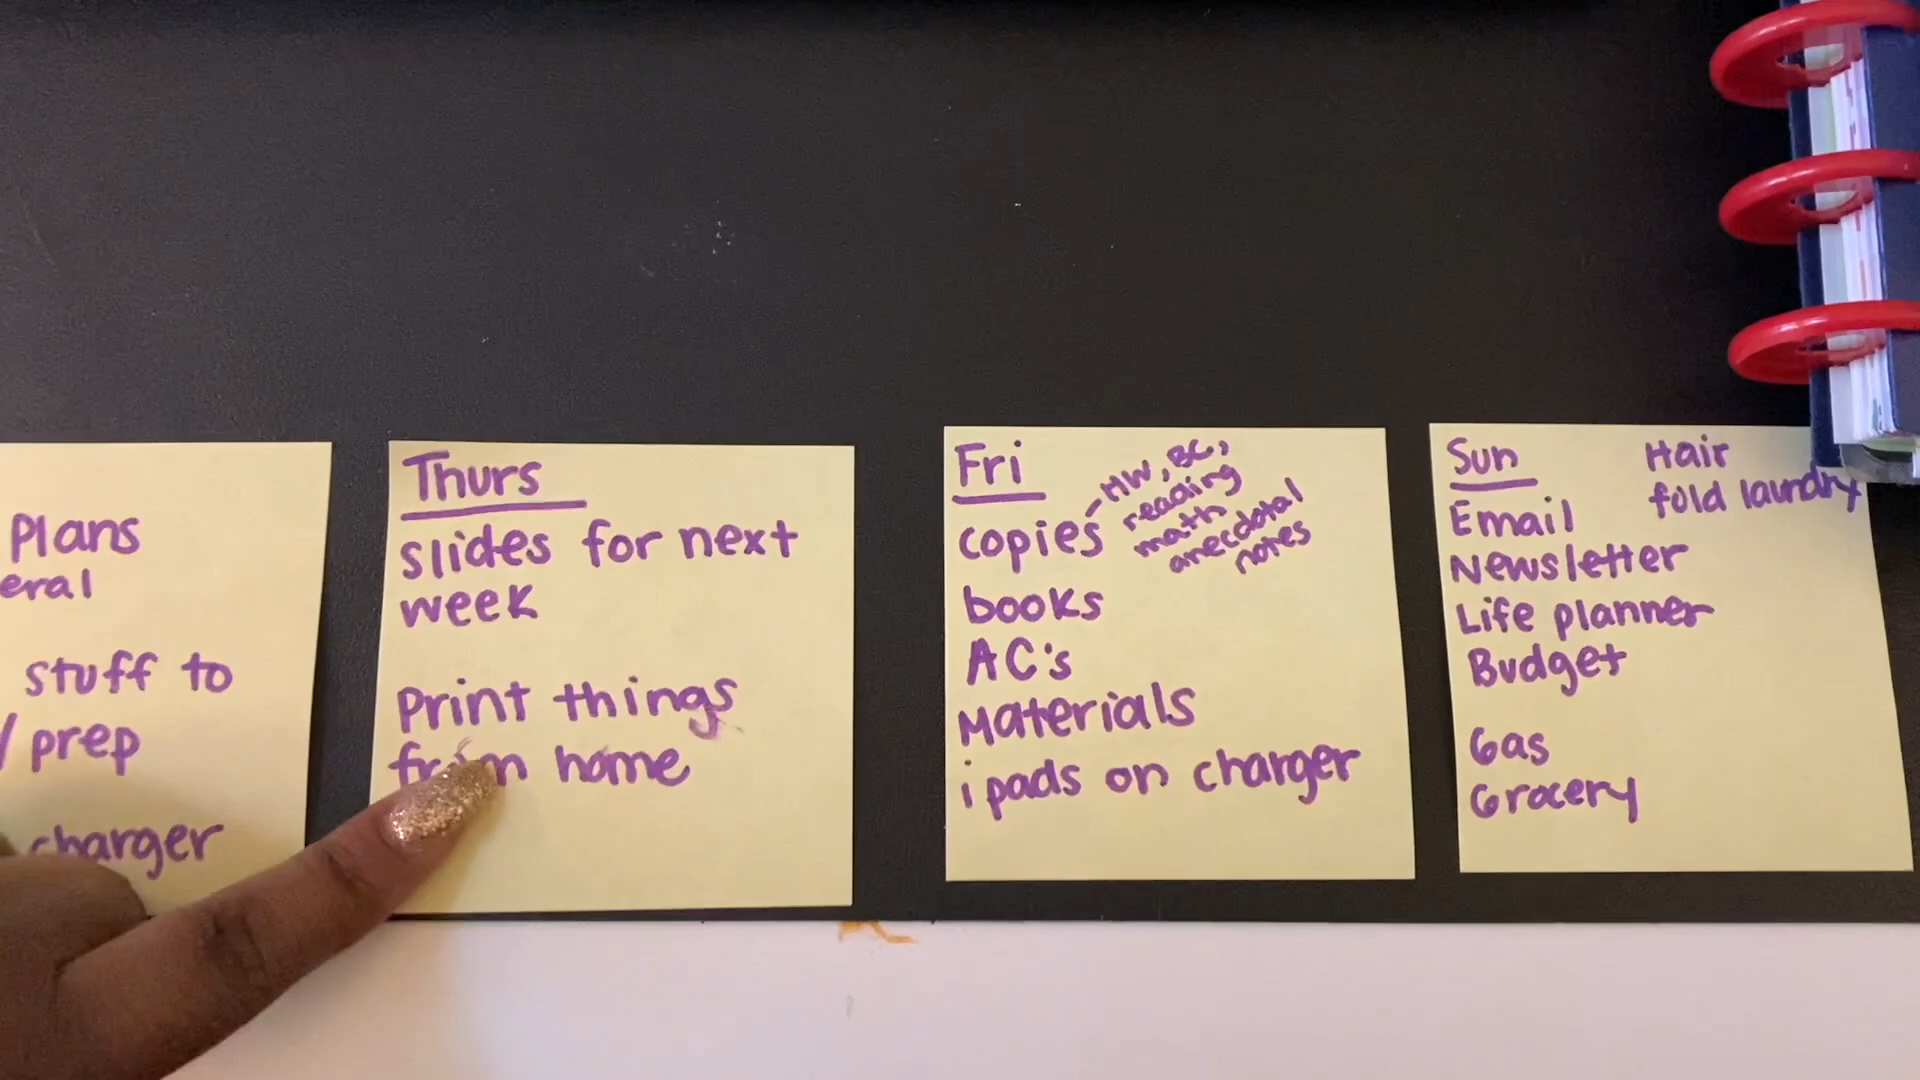 Plans
eral
stuff to
/ prep
charger
Thurs
slides for next
week
Print things
from home
Fri
copies - HW, BC,
reading
math
anecdotal
notes
books
AC's
Materials
ipads on charger
Sun
Email
Newsletter
Life planner
Budget
Gas
Grocery
Hair
fold laundry